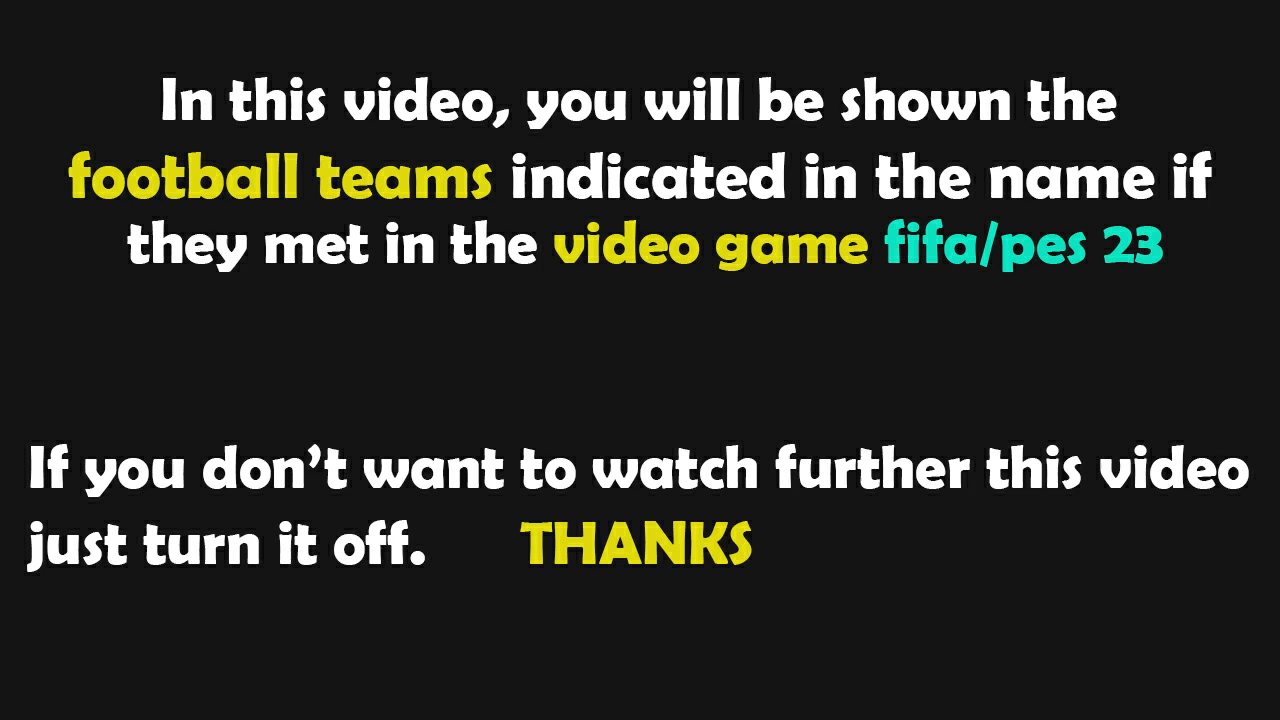 In this video, you will be shown the
football teams indicated in the name if
they met in the video game fifa/pes 23
If you don't want to watch further this video
just turn it off. THANKS